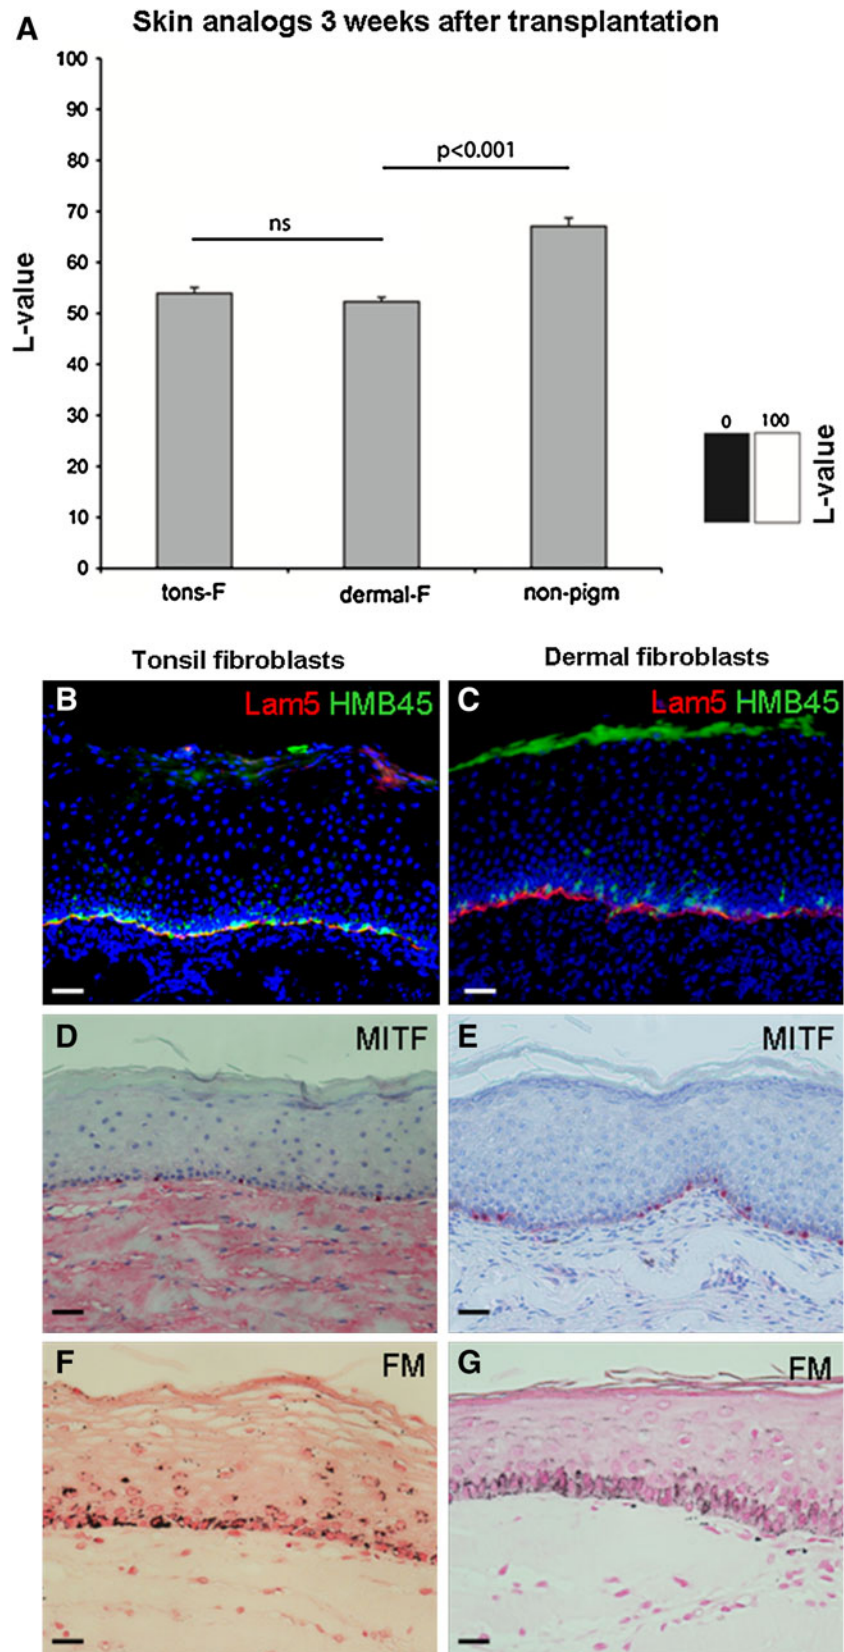 A
Skin analogs 3 weeks after transplantation
100
90
80
70
60
50
40
30
20
10
0
L-value
ns
p<0.001
tons-F
dermal-F
non-pigm
0
100
L-value
Tonsil fibroblasts
Dermal fibroblasts
B
Lam5 HMB45
C
Lam5 HMB45
D
MITF
E
MITF
F
FM
G
FM